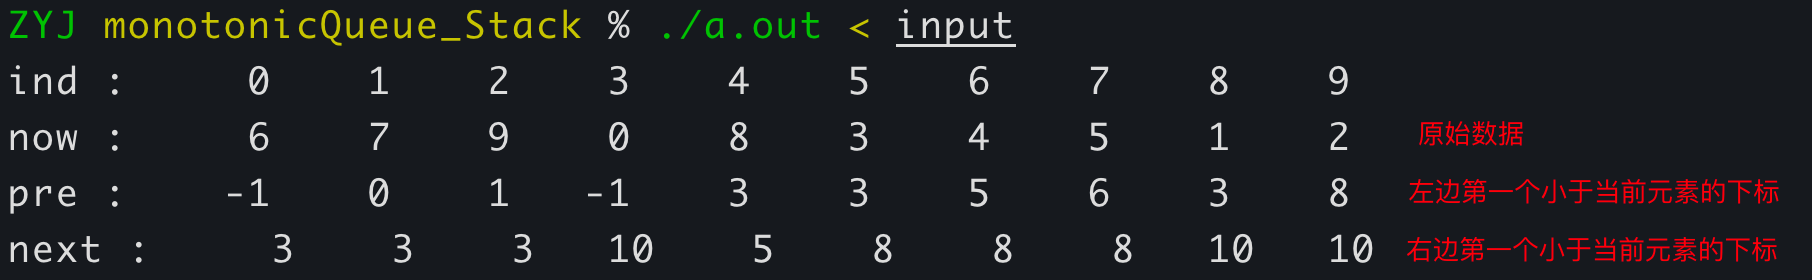 ZYJ monotonicQueue_Stack % ./a.out < input
ind : 0 1 2 3 4 5 6 7 8 9
now : 6 7 9 0 8 3 4 5 1 2 原始数据
pre : -1 0 1 -1 3 3 5 6 3 8 左边第一个小于当前元素的下标
next : 3 3 3 10 5 8 8 8 10 10 右边第一个小于当前元素的下标